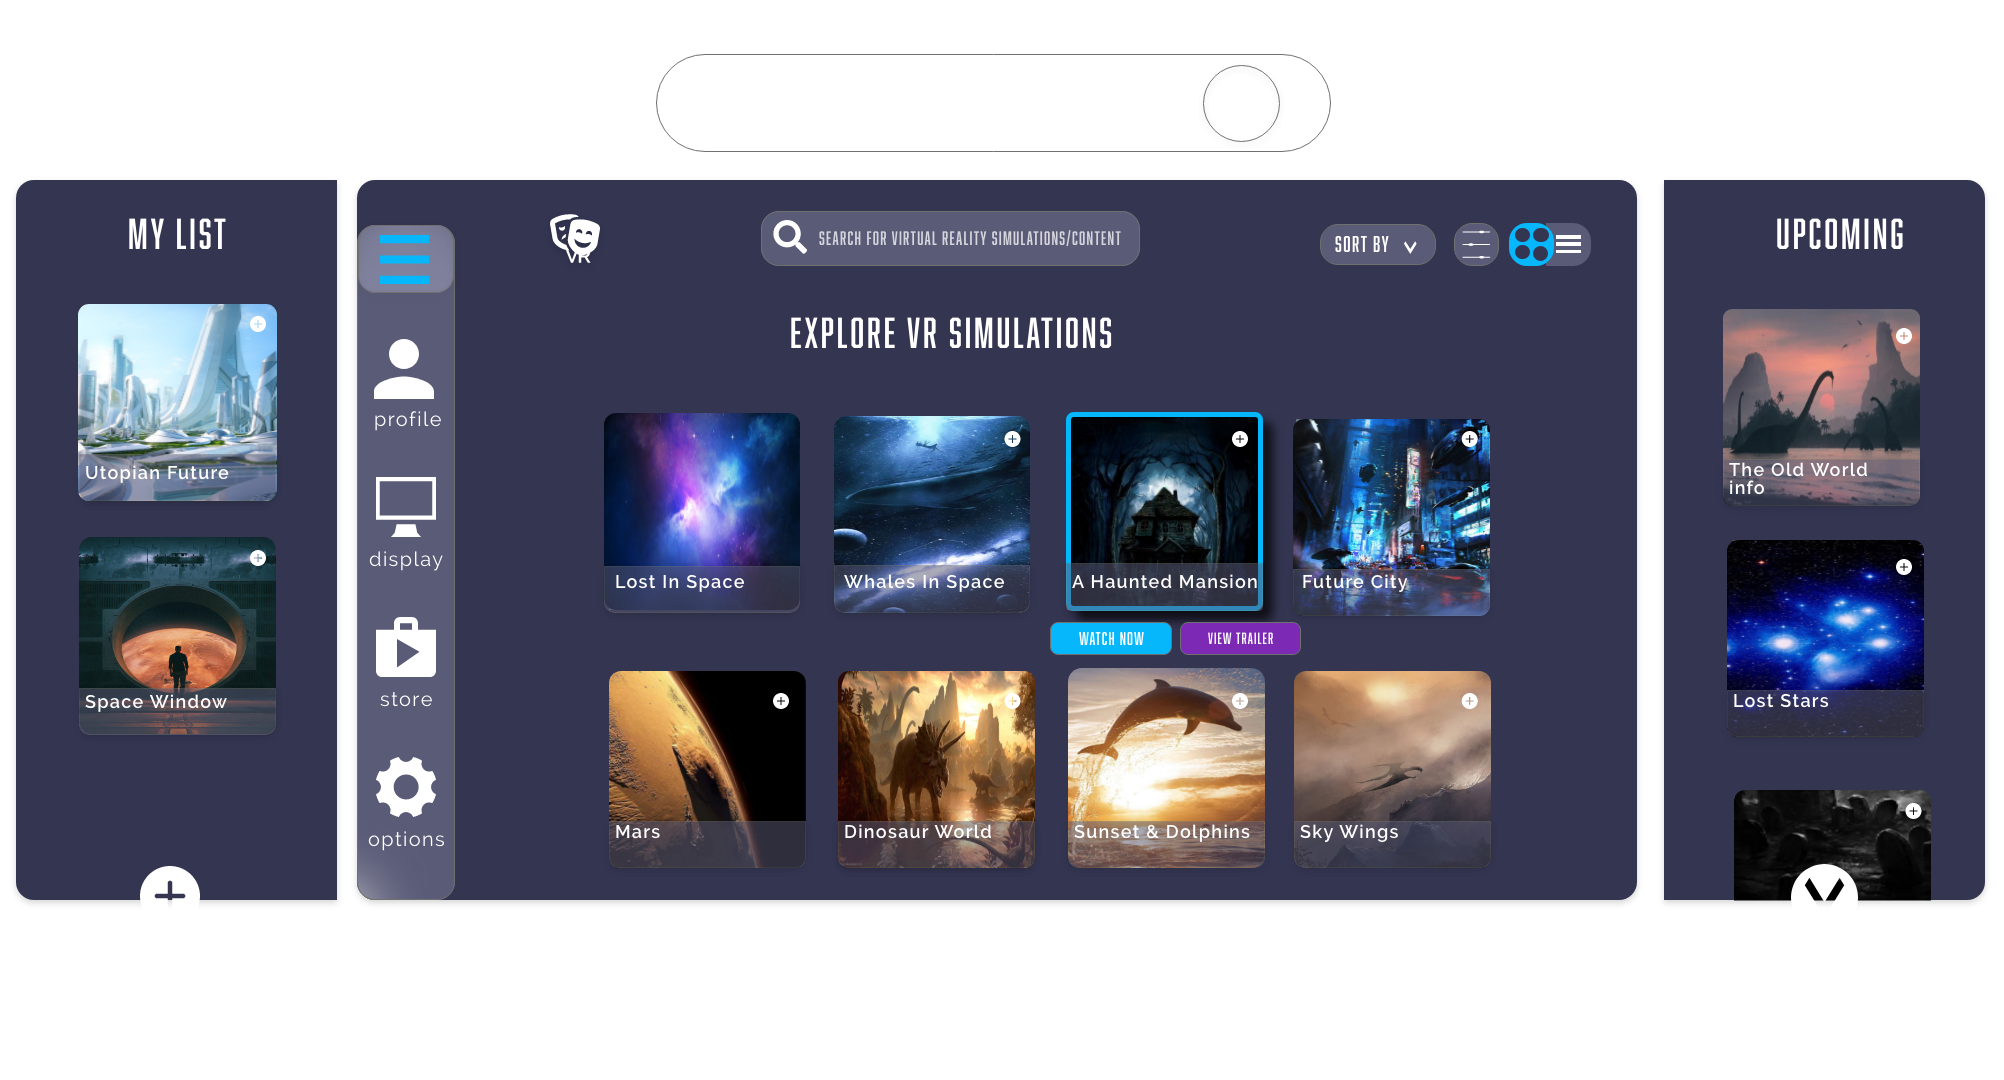 MY LIST
Utopian Future
Space Window
profile
display
store
options
VR
SEARCH FOR VIRTUAL REALITY SIMULATIONS/CONTENT
SORT BY
EXPLORE VR SIMULATIONS
Lost In Space
Whales In Space
A Haunted Mansion
Future City
WATCH NOW
VIEW TRAILER
Mars
Dinosaur World
Sunset & Dolphins
Sky Wings
UPCOMING
The Old World
info
Lost Stars